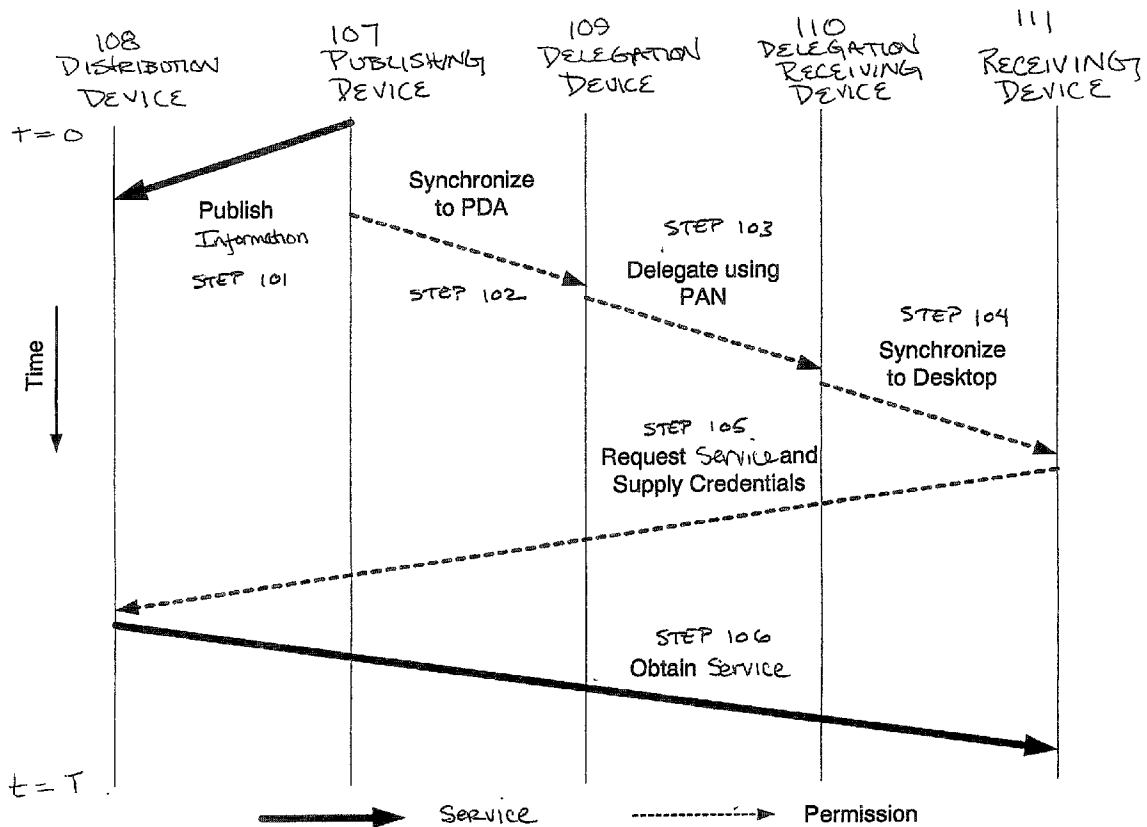 108
DISTRIBUTION
DEVICE
107
PUBLISHING
DEVICE
109
DELEGATION
DEVICE
110
DELEGATION
RECEIVING
DEVICE
111
RECEIVING
DEVICE
T=0
Publish
Information
STEP 101
Synchronize
to PDA
STEP 102
STEP 103
Delegate using
PAN
STEP 104
Synchronize
to Desktop
Time
STEP 105
Request Service and
Supply Credentials
STEP 106
Obtain Service
t=T
Service
Permission